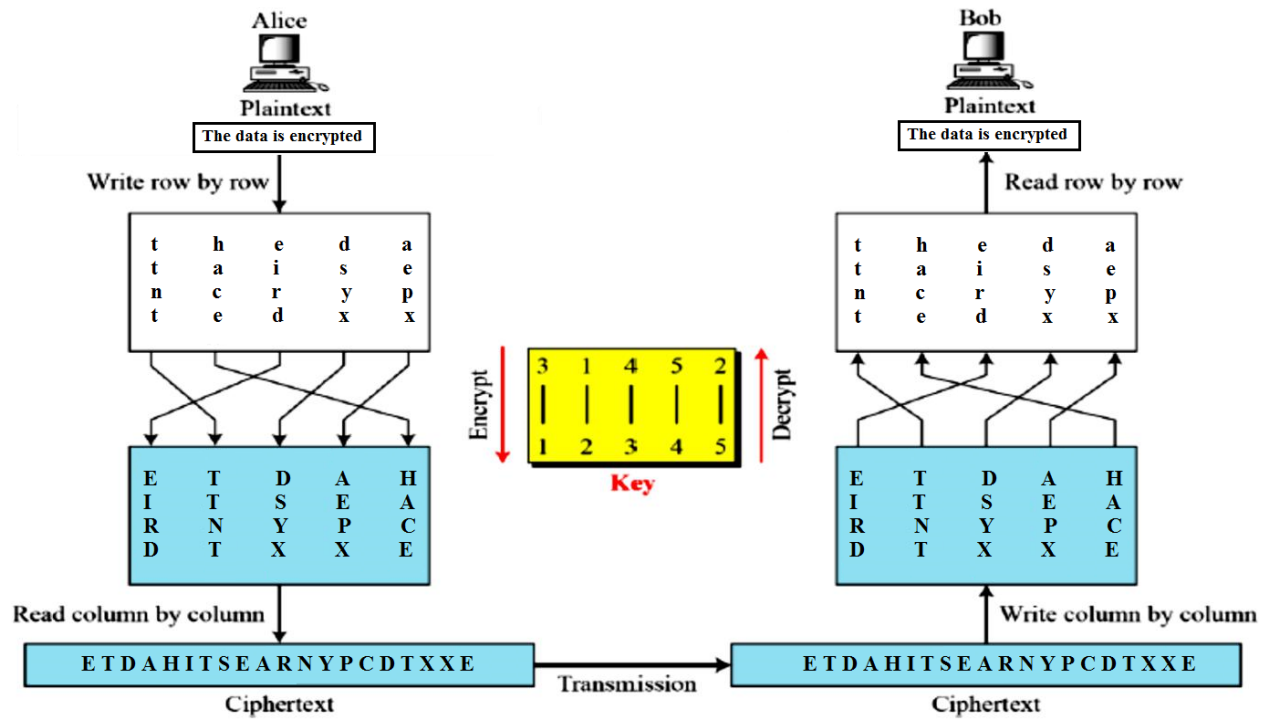 Alice
Bob
Plaintext
Plaintext
The data is encrypted
The data is encrypted
Write row by row
Read row by row
t h e d a
t a i s e
n c r y p
t e d x x
t h e d a
t a i s e
n c r y p
t e d x x
Encrypt
3 1 4 5 2
1 2 3 4 5
Decrypt
Key
E T D A H
I T S E A
R N Y P C
D T X X E
E T D A H
I T S E A
R N Y P C
D T X X E
Read column by column
Write column by column
E T D A H I T S E A R N Y P C D T X X E
Transmission
E T D A H I T S E A R N Y P C D T X X E
Ciphertext
Ciphertext